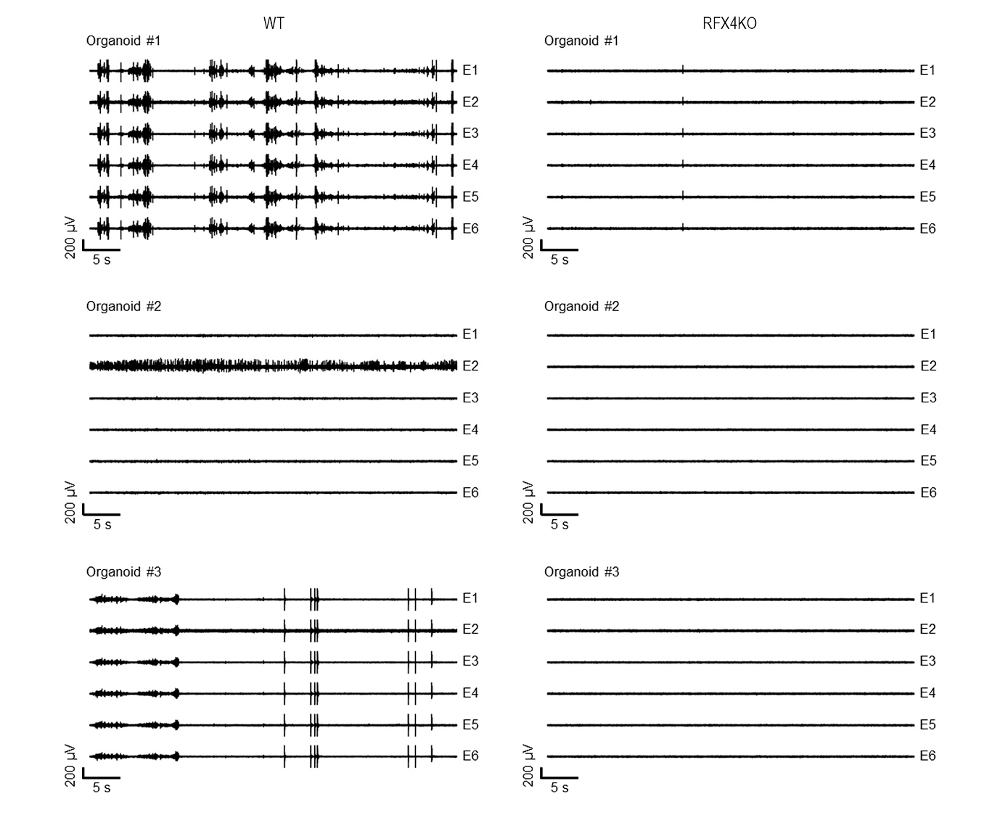 WT
Organoid #1
E1
E2
E3
E4
E5
E6
200 µV
5 s
RFX4KO
Organoid #1
E1
E2
E3
E4
E5
E6
200 µV
5 s
Organoid #2
E1
E2
E3
E4
E5
E6
200 µV
5 s
Organoid #2
E1
E2
E3
E4
E5
E6
200 µV
5 s
Organoid #3
E1
E2
E3
E4
E5
E6
200 µV
5 s
Organoid #3
E1
E2
E3
E4
E5
E6
200 µV
5 s